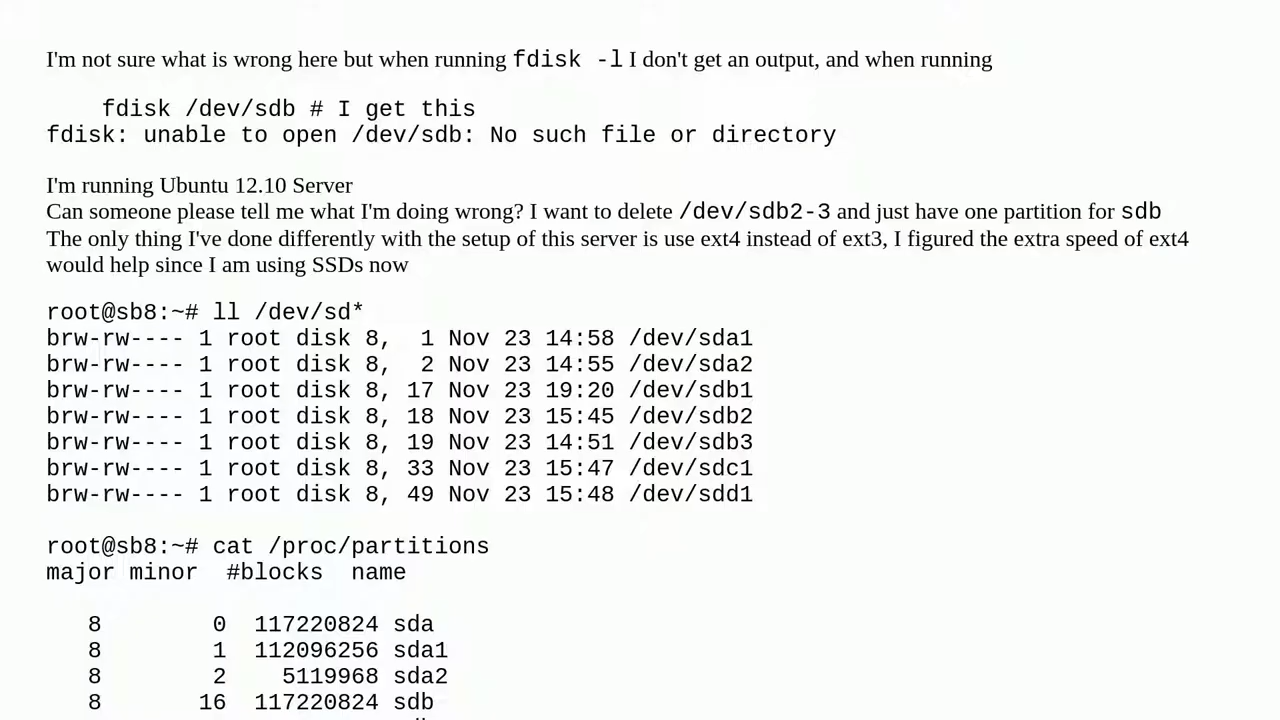 I'm not sure what is wrong here but when running fdisk -l I don't get an output, and when running
fdisk /dev/sdb # I get this
fdisk: unable to open /dev/sdb: No such file or directory
I'm running Ubuntu 12.10 Server
Can someone please tell me what I'm doing wrong? I want to delete /dev/sdb2-3 and just have one partition for sdb
The only thing I've done differently with the setup of this server is use ext4 instead of ext3, I figured the extra speed of ext4
would help since I am using SSDs now
root@sb8:~# ll /dev/sd*
brw-rw---- 1 root disk 8,  1 Nov 23 14:58 /dev/sda1
brw-rw---- 1 root disk 8,  2 Nov 23 14:55 /dev/sda2
brw-rw---- 1 root disk 8, 17 Nov 23 19:20 /dev/sdb1
brw-rw---- 1 root disk 8, 18 Nov 23 15:45 /dev/sdb2
brw-rw---- 1 root disk 8, 19 Nov 23 14:51 /dev/sdb3
brw-rw---- 1 root disk 8, 33 Nov 23 15:47 /dev/sdc1
brw-rw---- 1 root disk 8, 49 Nov 23 15:48 /dev/sdd1
root@sb8:~# cat /proc/partitions
major minor  #blocks  name
8        0  117220824 sda
8        1  112096256 sda1
8        2    5119968 sda2
8       16  117220824 sdb